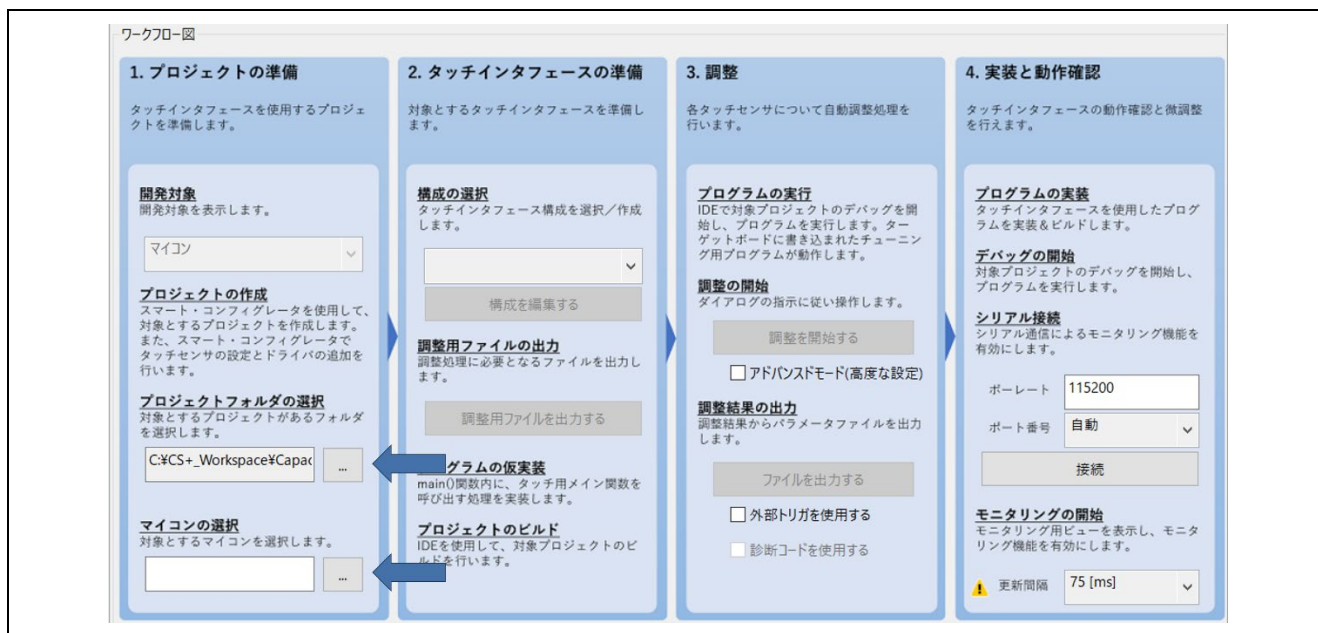 ワークフロー図
1. プロジェクトの準備
タッチインタフェースを使用するプロジェ
クトを準備します。
開発対象
開発対象を表示します。
マイコン
プロジェクトの作成
スマート・コンフィグレータを使用して、
対象とするプロジェクトを作成します。
また、スマート・コンフィグレータで
タッチセンサの設定とドライバの追加を
行います。
プロジェクトフォルダの選択
対象とするプロジェクトがあるフォルダ
を選択します。
C:¥CS+_Workspace¥Capac
...
マイコンの選択
対象とするマイコンを選択します。
...
2. タッチインタフェースの準備
対象とするタッチインタフェースを準備し
ます。
構成の選択
タッチインタフェース構成を選択／作成
します。
構成を編集する
調整用ファイルの出力
調整処理に必要となるファイルを出力し
ます。
調整用ファイルを出力する
グラムの仮実装
main()関数内に、タッチ用メイン関数を
呼び出す処理を実装します。
プロジェクトのビルド
IDEを使用して、対象プロジェクトのビ
ルドを行います。
3. 調整
各タッチセンサについて自動調整処理を
行います。
プログラムの実行
IDEで対象プロジェクトのデバッグを開
始し、プログラムを実行します。ター
ゲットボードに書き込まれたチューニン
グ用プログラムが動作します。
調整の開始
ダイアログの指示に従い操作します。
調整を開始する
アドバンスドモード(高度な設定)
調整結果の出力
調整結果からパラメータファイルを出力
します。
ファイルを出力する
外部トリガを使用する
診断コードを使用する
4. 実装と動作確認
タッチインタフェースの動作確認と微調整
を行えます。
プログラムの実装
タッチインタフェースを使用したプログ
ラムを実装&ビルドします。
デバッグの開始
対象プロジェクトのデバッグを開始し、
プログラムを実行します。
シリアル接続
シリアル通信によるモニタリング機能を
有効にします。
ボーレート 115200
ポート番号 自動
接続
モニタリングの開始
モニタリング用ビューを表示し、モニタ
リング機能を有効にします。
更新間隔 75 [ms]